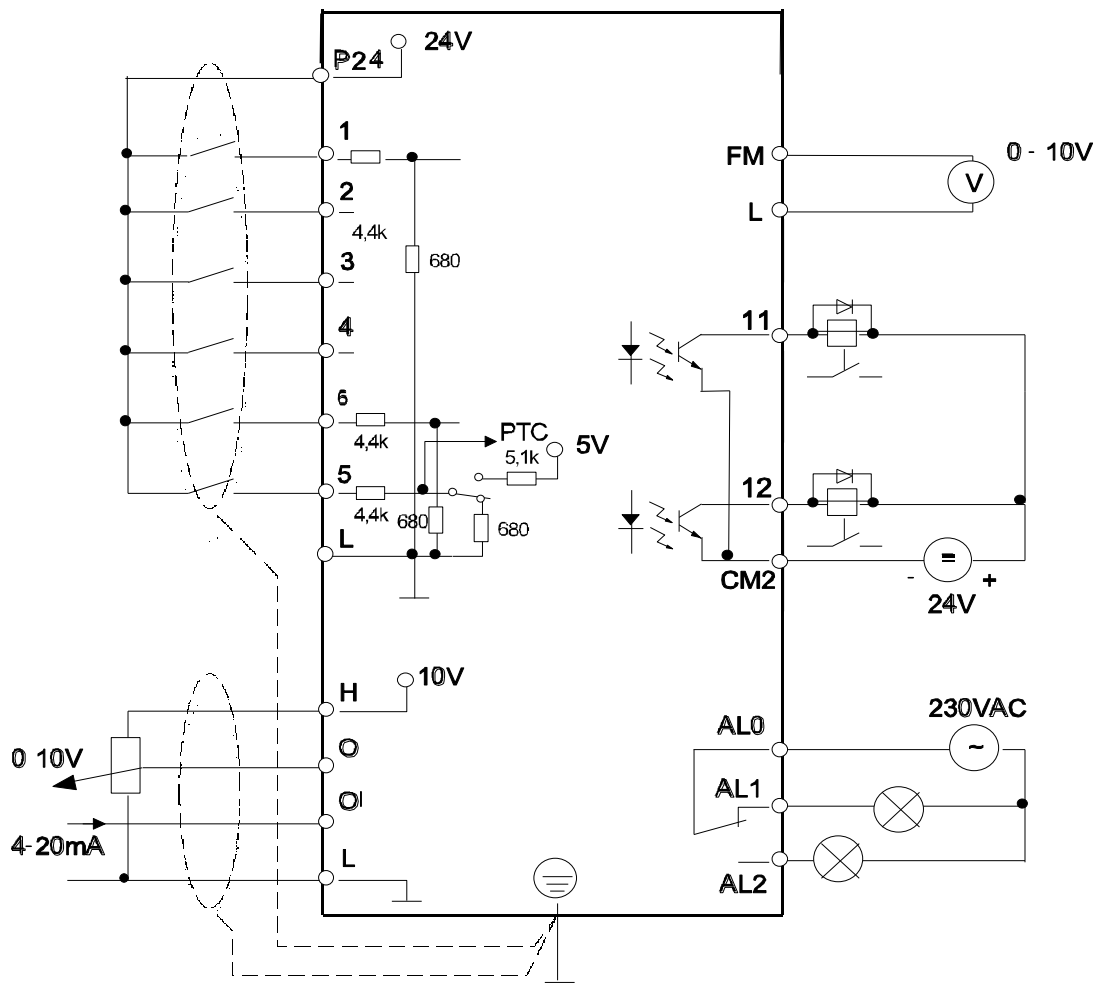 24V
P24
1
2
4,4k
3
680
4
6
4,4k
PTC
5V
5,1k
5
4,4k
680
680
L
FM
0 - 10V
V
L
11
12
CM2
=
- +
24V
H
10V
0 10V
O
OI
4-20mA
L
230VAC
AL0
~
AL1
AL2